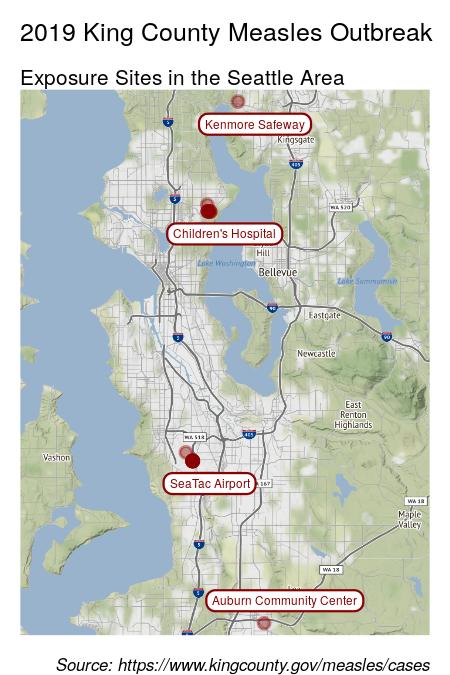 2019 King County Measles Outbreak
Exposure Sites in the Seattle Area
5
Kenmore Safeway
Kingsgate
405
5
WA 520
Children's Hospital
Hill
Lake Washington
Bellevue
Lake Sammamish
90
Eastgate
5
90
Newcastle
East
Renton
Highlands
WA 518
405
Vashon
SeaTac Airport
167
WA 18
Maple
Valley
5
WA 18
5
Auburn Community Center
5
Source: https://www.kingcounty.gov/measles/cases